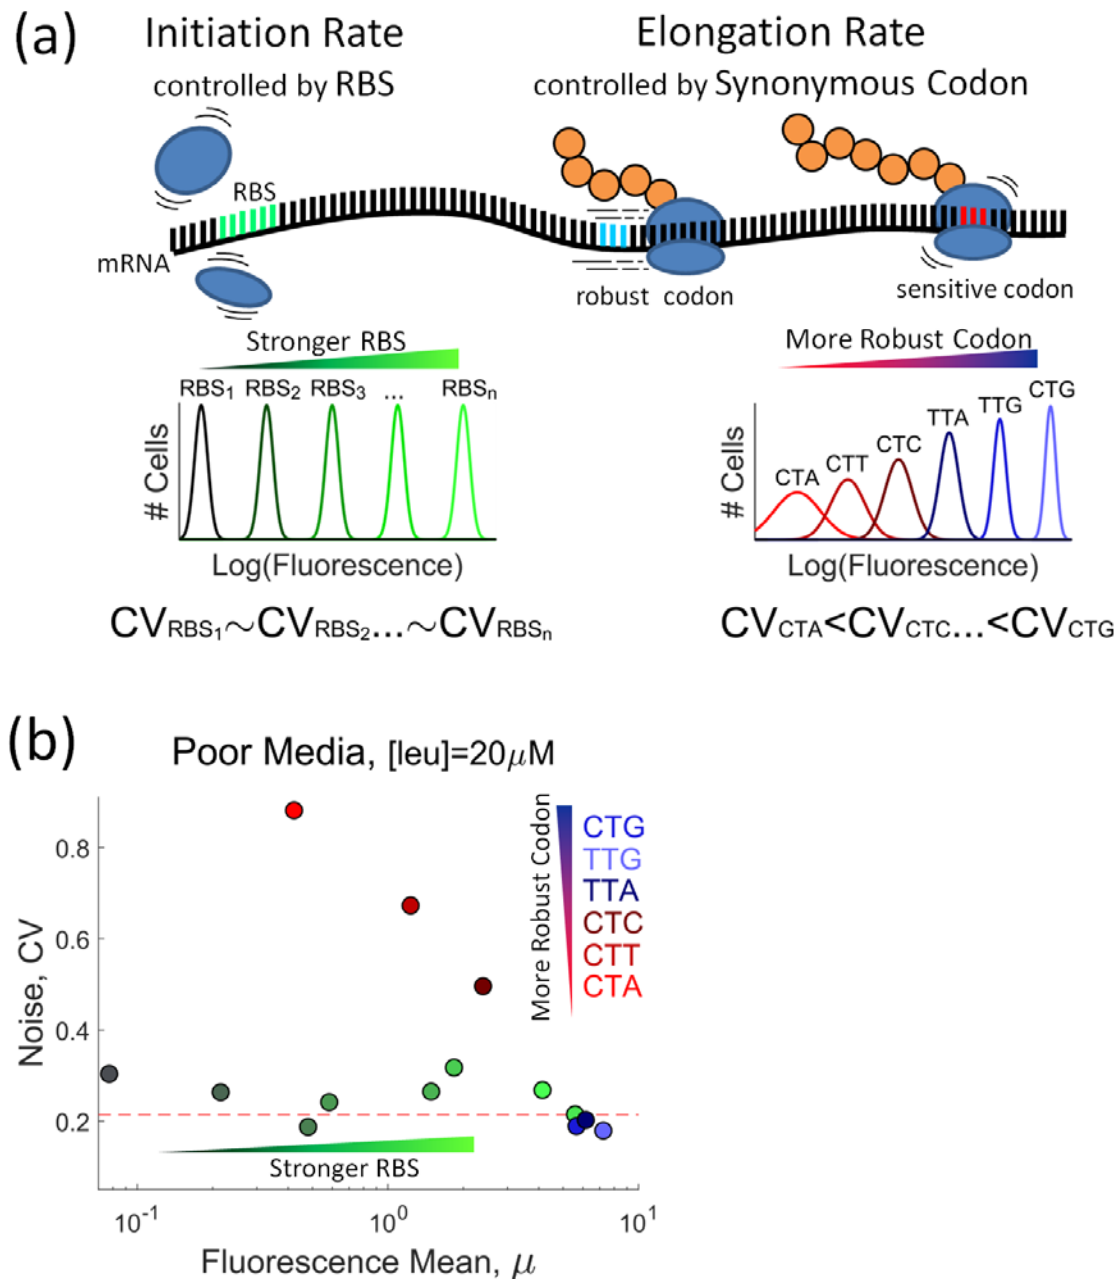 (a)
Initiation Rate
controlled by RBS
Elongation Rate
controlled by Synonymous Codon
RBS
mRNA
robust codon
sensitive codon
Stronger RBS
RBS1 RBS2 RBS3 ... RBSn
# Cells
Log(Fluorescence)
CVRBS1~CVRBS2...~CVRBSn
More Robust Codon
CTA CTT CTC TTA TTG CTG
# Cells
Log(Fluorescence)
CVCTA<CVCTC...<CVCTG
(b)
Poor Media, [leu]=20μM
Noise, CV
0.8
0.6
0.4
0.2
More Robust Codon
CTG
TTG
TTA
CTC
CTT
CTA
Stronger RBS
10-1 100 101
Fluorescence Mean, μ